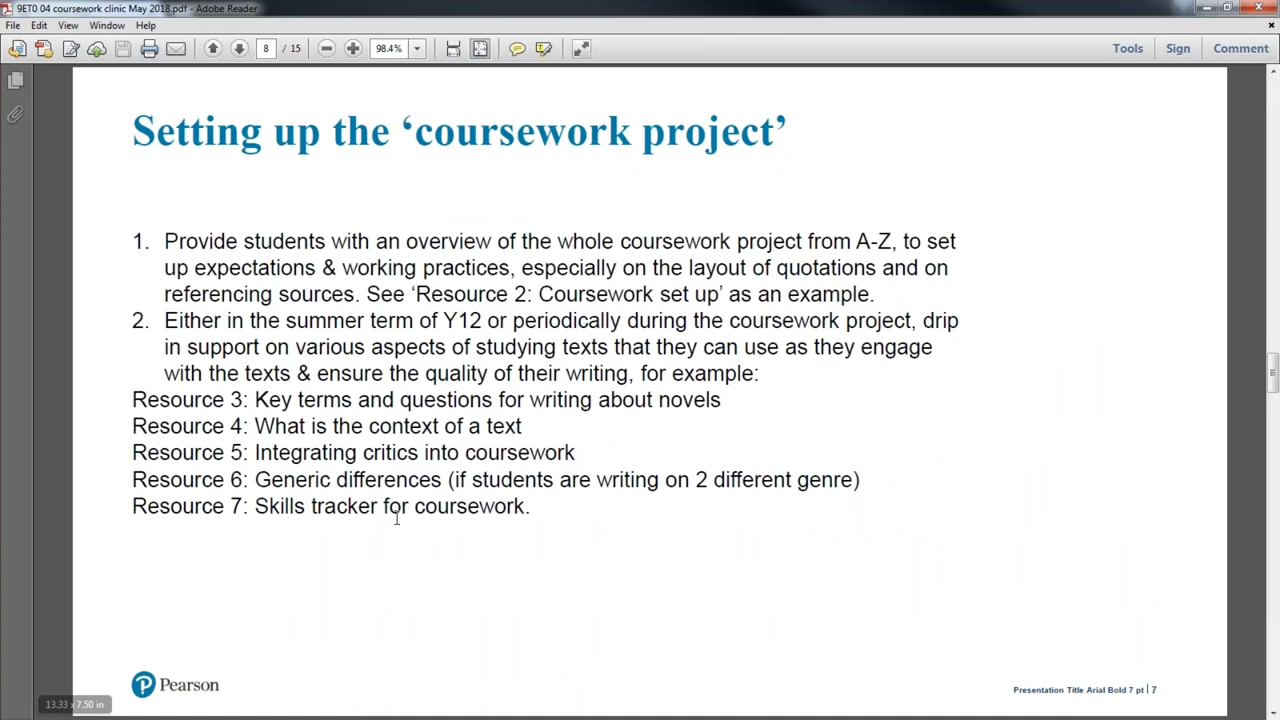 9ET0 04 coursework clinic May 2018.pdf - Adobe Reader
File Edit View Window Help
8 / 15 98.4% Tools Sign Comment
Setting up the ‘coursework project’
1. Provide students with an overview of the whole coursework project from A-Z, to set
up expectations & working practices, especially on the layout of quotations and on
referencing sources. See ‘Resource 2: Coursework set up’ as an example.
2. Either in the summer term of Y12 or periodically during the coursework project, drip
in support on various aspects of studying texts that they can use as they engage
with the texts & ensure the quality of their writing, for example:
Resource 3: Key terms and questions for writing about novels
Resource 4: What is the context of a text
Resource 5: Integrating critics into coursework
Resource 6: Generic differences (if students are writing on 2 different genre)
Resource 7: Skills tracker for coursework.
Pearson
Presentation Title Arial Bold 7 pt | 7
13.33 x 7.50 in